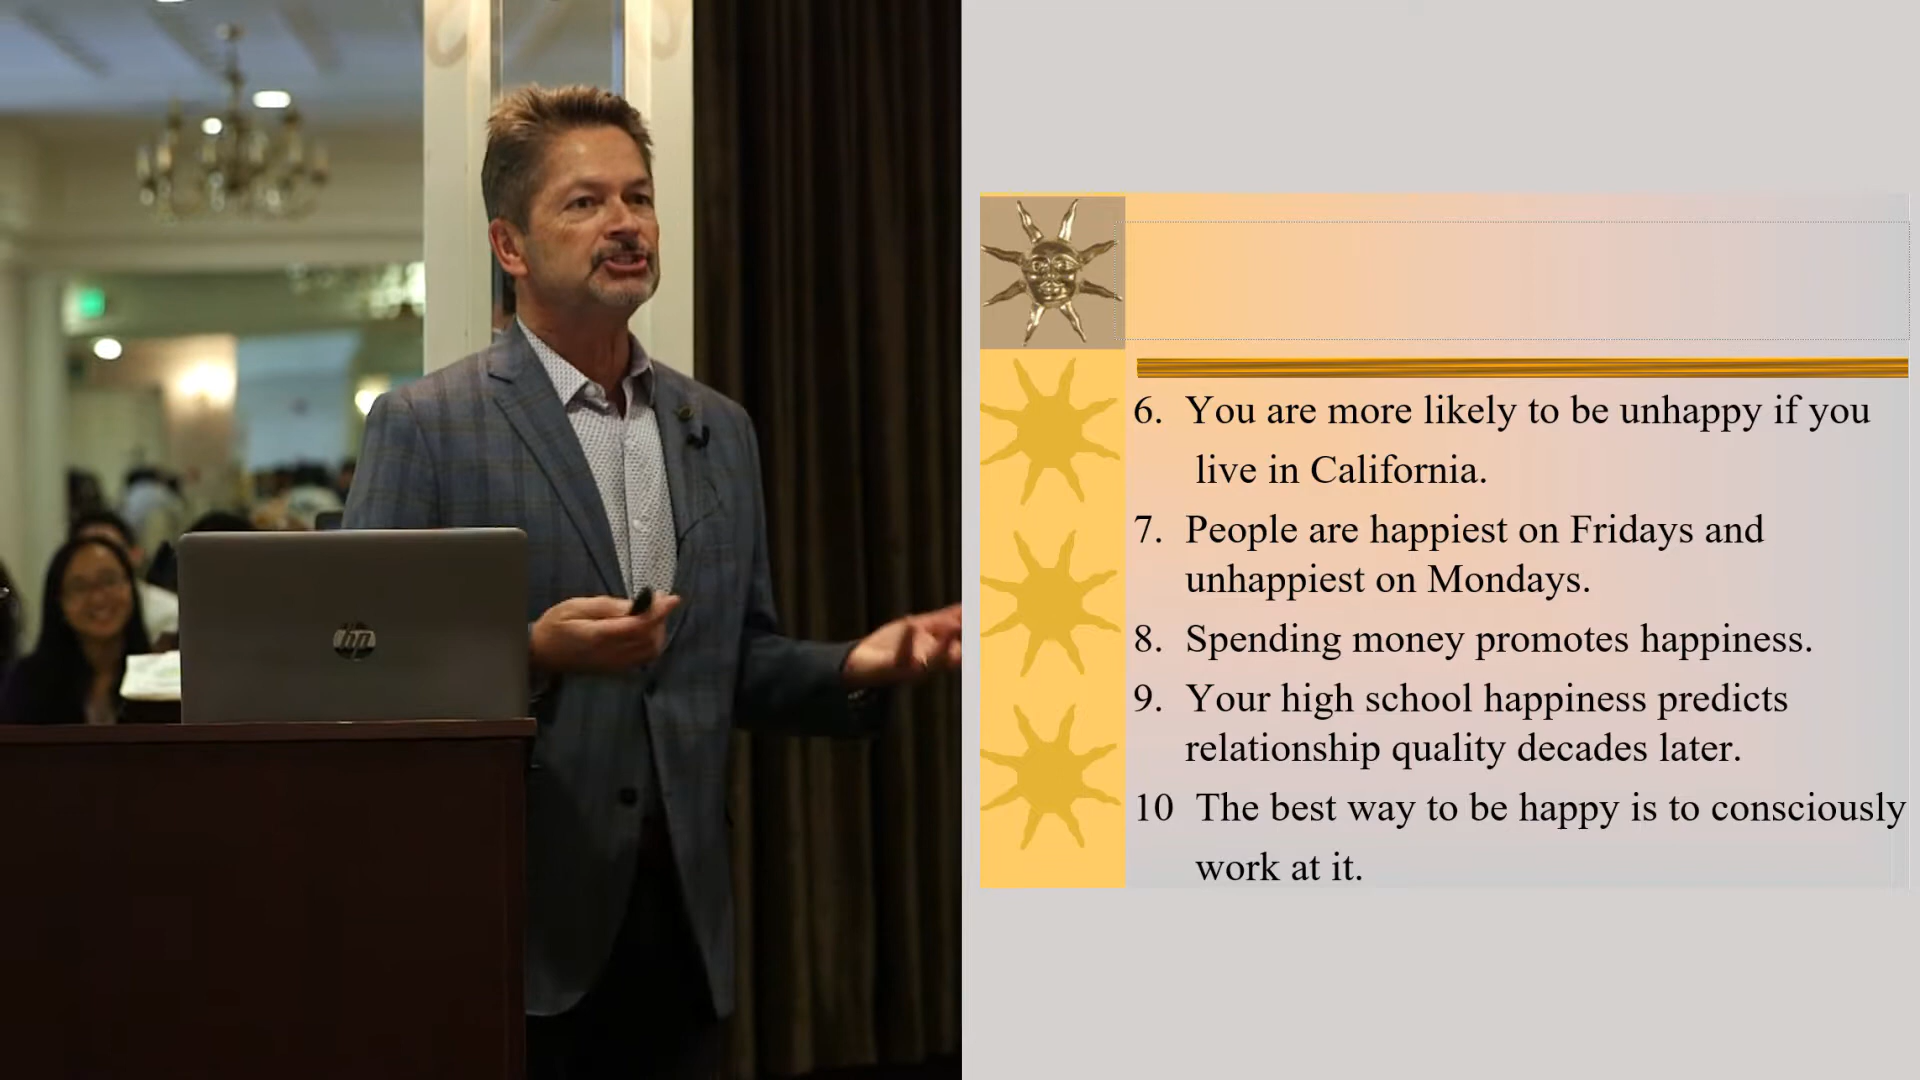 hp
6. You are more likely to be unhappy if you
live in California.
7. People are happiest on Fridays and
unhappiest on Mondays.
8. Spending money promotes happiness.
9. Your high school happiness predicts
relationship quality decades later.
10 The best way to be happy is to consciously
work at it.